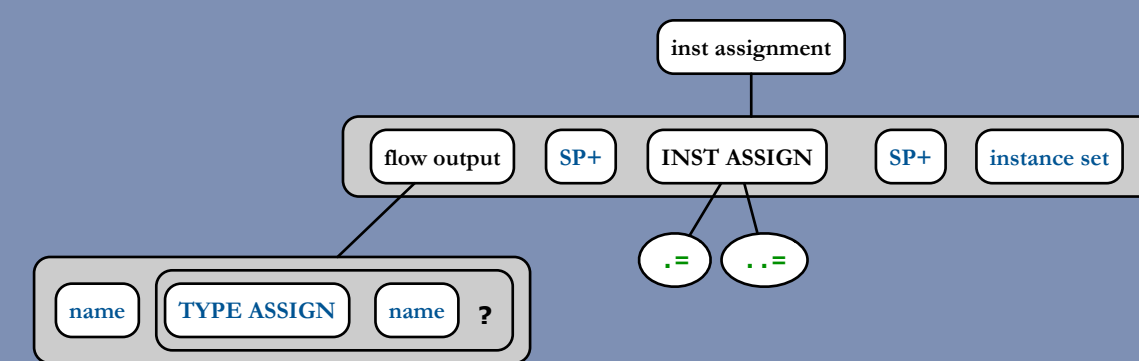 inst assignment
flow output SP+ INST ASSIGN SP+ instance set
.= ..=
name TYPE ASSIGN name ?